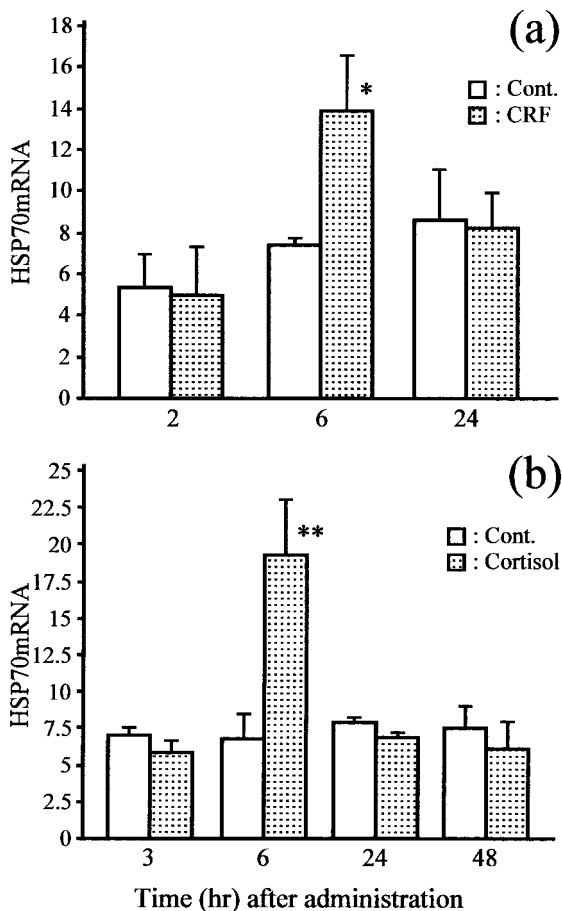 (a)
18
16
14
12
10
8
6
4
2
0
HSP70mRNA
*
: Cont.
: CRF
2 6 24
(b)
25
22.5
20
17.5
15
12.5
10
7.5
5
2.5
0
HSP70mRNA
**
: Cont.
: Cortisol
3 6 24 48
Time (hr) after administration